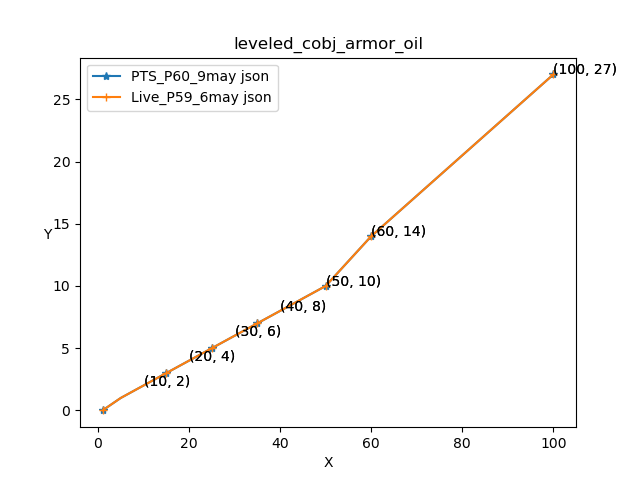 leveled_cobj_armor_oil
PTS_P60_9may json
Live_P59_6may json
(100, 27)
25
20
15
(60, 14)
Y
(50, 10)
10
(40, 8)
(30, 6)
5
(20, 4)
(10, 2)
0
0 20 40 60 80 100
X